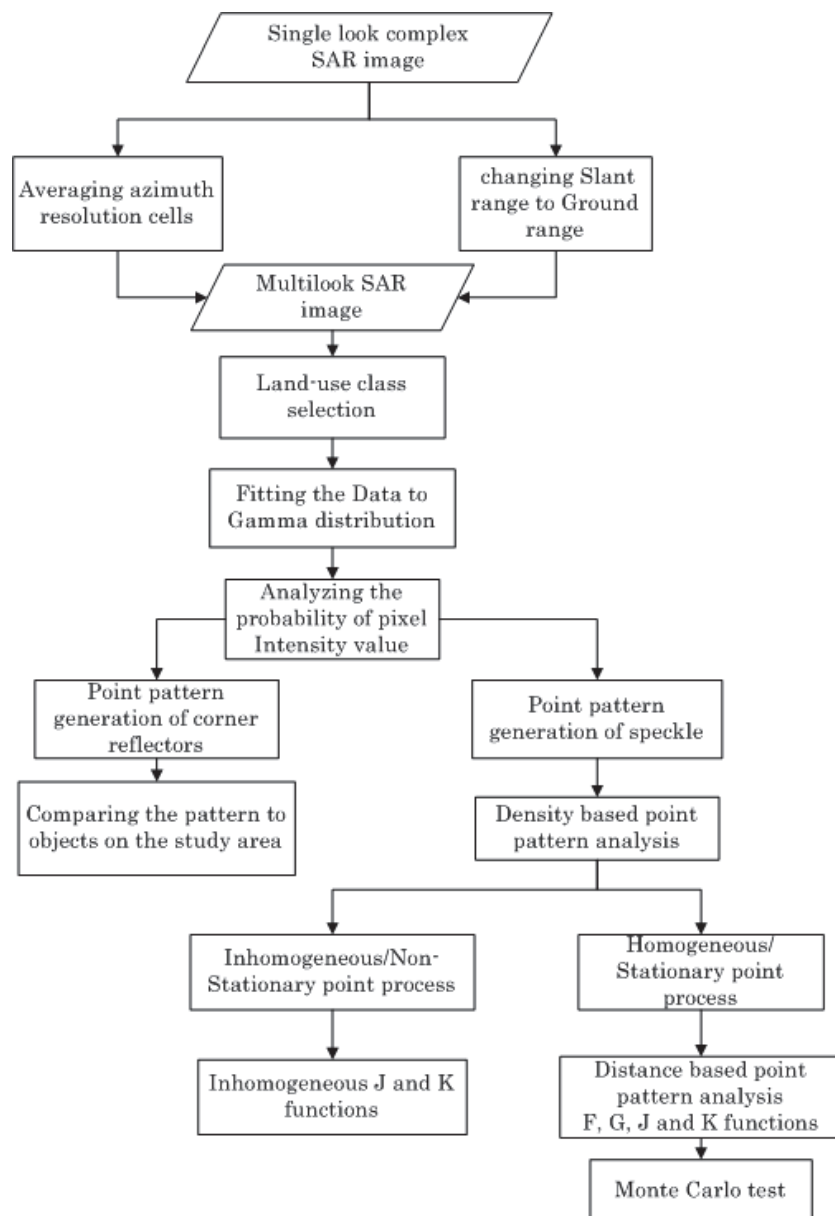 Single look complex
SAR image
Averaging azimuth
resolution cells
changing Slant
range to Ground
range
Multilook SAR
image
Land-use class
selection
Fitting the Data to
Gamma distribution
Analyzing the
probability of pixel
Intensity value
Point pattern
generation of corner
reflectors
Point pattern
generation of speckle
Comparing the pattern to
objects on the study area
Density based point
pattern analysis
Inhomogeneous/Non-
Stationary point process
Homogeneous/
Stationary point
process
Inhomogeneous J and K
functions
Distance based point
pattern analysis
F, G, J and K functions
Monte Carlo test